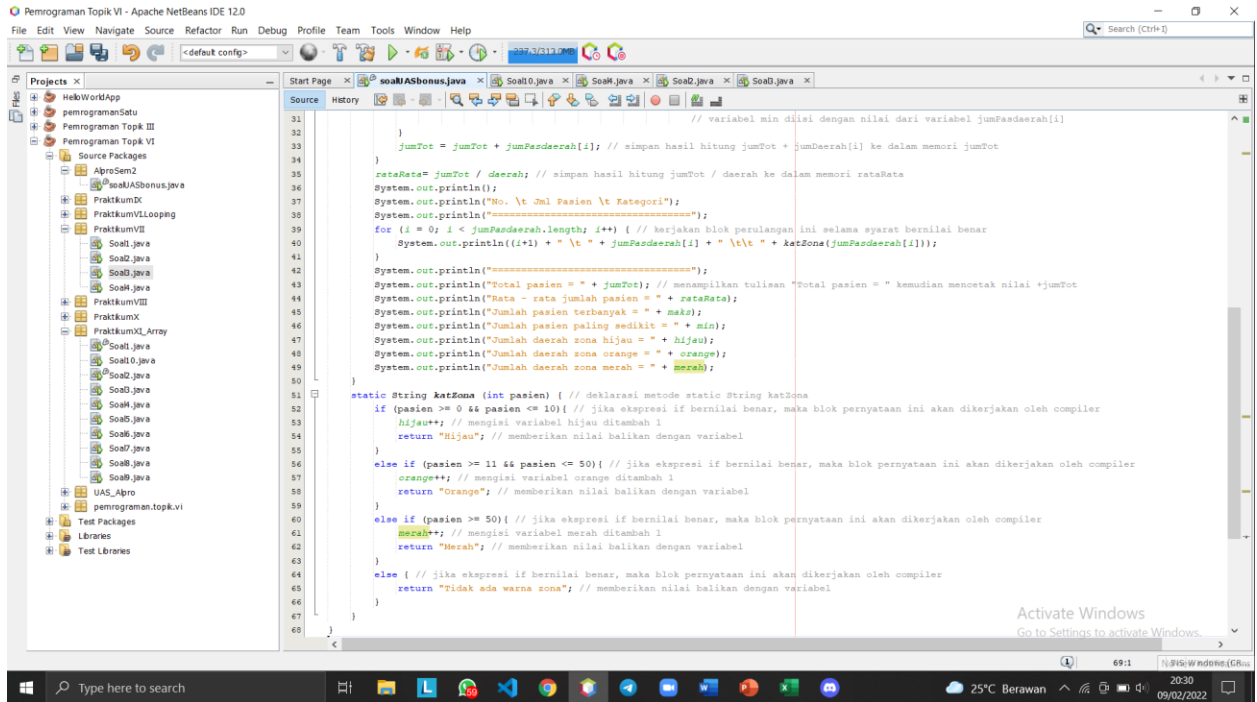 Pemrograman Topik VI - Apache NetBeans IDE 12.0
File Edit View Navigate Source Refactor Run Debug Profile Team Tools Window Help
Search (Ctrl+I)
<default config>
237,3/313,0MB
Projects
Start Page soalUASbonus.java Soal10.java Soal4.java Soal2.java Soal3.java
Files
HelloWorldApp
pemrogramanSatu
Pemrograman Topik III
Pemrograman Topik VI
Source Packages
AlproSem2
soalUASbonus.java
PraktikumIX
PraktikumVI.Looping
PraktikumVII
Soal1.java
Soal2.java
Soal3.java
Soal4.java
PraktikumVIII
PraktikumX
PraktikumXI_Array
Soal1.java
Soal10.java
Soal2.java
Soal3.java
Soal4.java
Soal5.java
Soal6.java
Soal7.java
Soal8.java
Soal9.java
UAS_Alpro
pemrograman.topik.vi
Test Packages
Libraries
Test Libraries
Source History
31 // variabel min diisi dengan nilai dari variabel jumPasdaerah[i]
32 }
33 jumTot = jumTot + jumPasdaerah[i]; // simpan hasil hitung jumTot + jumDaerah[i] ke dalam memori jumTot
34 }
35 rataRata= jumTot / daerah; // simpan hasil hitung jumTot / daerah ke dalam memori rataRata
36 System.out.println();
37 System.out.println("No. \t Jml Pasien \t Kategori");
38 System.out.println("==================================");
39 for (i = 0; i < jumPasdaerah.length; i++) { // kerjakan blok perulangan ini selama syarat bernilai benar
40 System.out.println((i+1) + " \t " + jumPasdaerah[i] + " \t\t " + katZona(jumPasdaerah[i]));
41 }
42 System.out.println("==================================");
43 System.out.println("Total pasien = " + jumTot); // menampilkan tulisan "Total pasien = " kemudian mencetak nilai +jumTot
44 System.out.println("Rata - rata jumlah pasien = " + rataRata);
45 System.out.println("Jumlah pasien terbanyak = " + maks);
46 System.out.println("Jumlah pasien paling sedikit = " + min);
47 System.out.println("Jumlah daerah zona hijau = " + hijau);
48 System.out.println("Jumlah daerah zona orange = " + orange);
49 System.out.println("Jumlah daerah zona merah = " + merah);
50 }
51 static String katZona (int pasien) { // deklarasi metode static String katZona
52 if (pasien >= 0 && pasien <= 10){ // jika ekspresi if bernilai benar, maka blok pernyataan ini akan dikerjakan oleh compiler
53 hijau++; // mengisi variabel hijau ditambah 1
54 return "Hijau"; // memberikan nilai balikan dengan variabel
55 }
56 else if (pasien >= 11 && pasien <= 50){ // jika ekspresi if bernilai benar, maka blok pernyataan ini akan dikerjakan oleh compiler
57 orange++; // mengisi variabel orange ditambah 1
58 return "Orange"; // memberikan nilai balikan dengan variabel
59 }
60 else if (pasien >= 50){ // jika ekspresi if bernilai benar, maka blok pernyataan ini akan dikerjakan oleh compiler
61 merah++; // mengisi variabel merah ditambah 1
62 return "Merah"; // memberikan nilai balikan dengan variabel
63 }
64 else { // jika ekspresi if bernilai benar, maka blok pernyataan ini akan dikerjakan oleh compiler
65 return "Tidak ada warna zona"; // memberikan nilai balikan dengan variabel
66 }
67 }
68 }
Activate Windows
Go to Settings to activate Windows.
1 69:1
Type here to search
59
25°C Berawan
20:30
09/02/2022